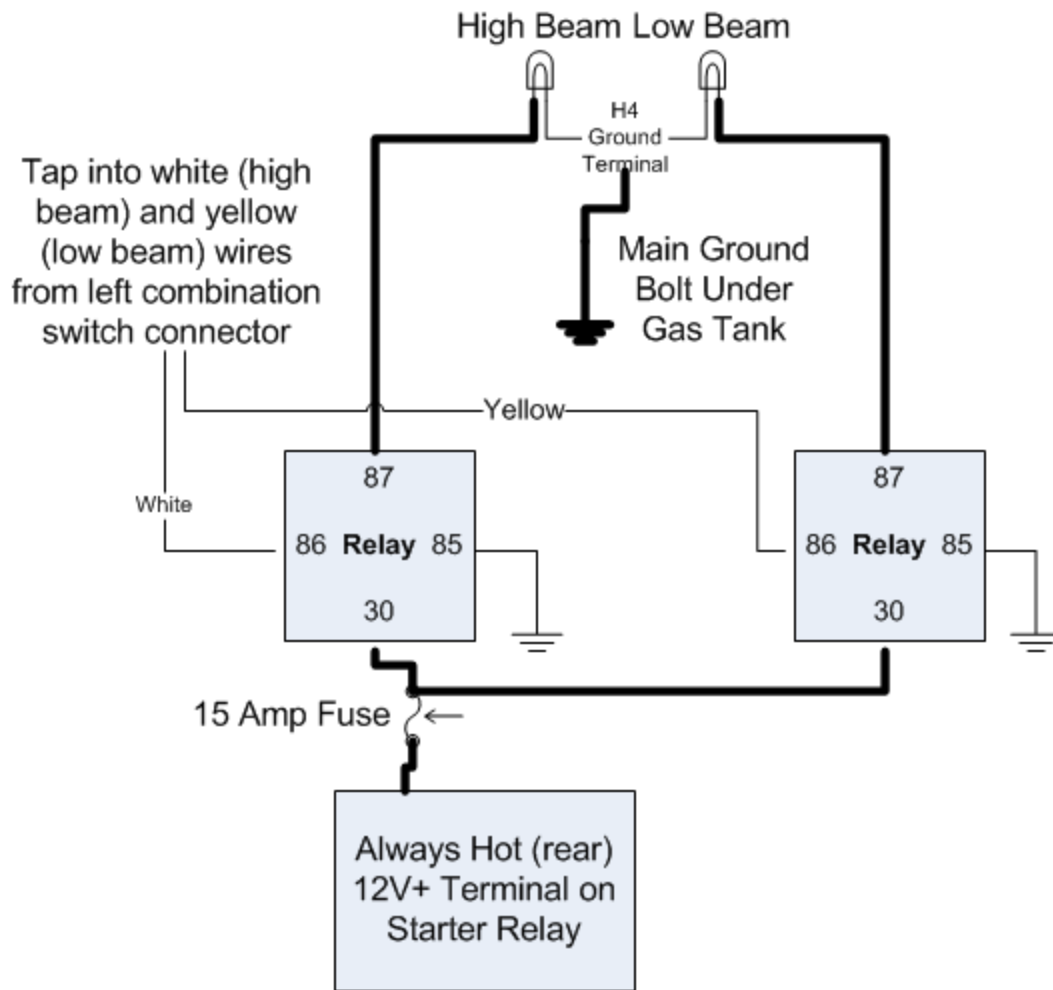 High Beam Low Beam
H4
Ground
Terminal
Tap into white (high
beam) and yellow
(low beam) wires
from left combination
switch connector
Main Ground
Bolt Under
Gas Tank
Yellow
White
87
86 Relay 85
30
87
86 Relay 85
30
15 Amp Fuse
Always Hot (rear)
12V+ Terminal on
Starter Relay